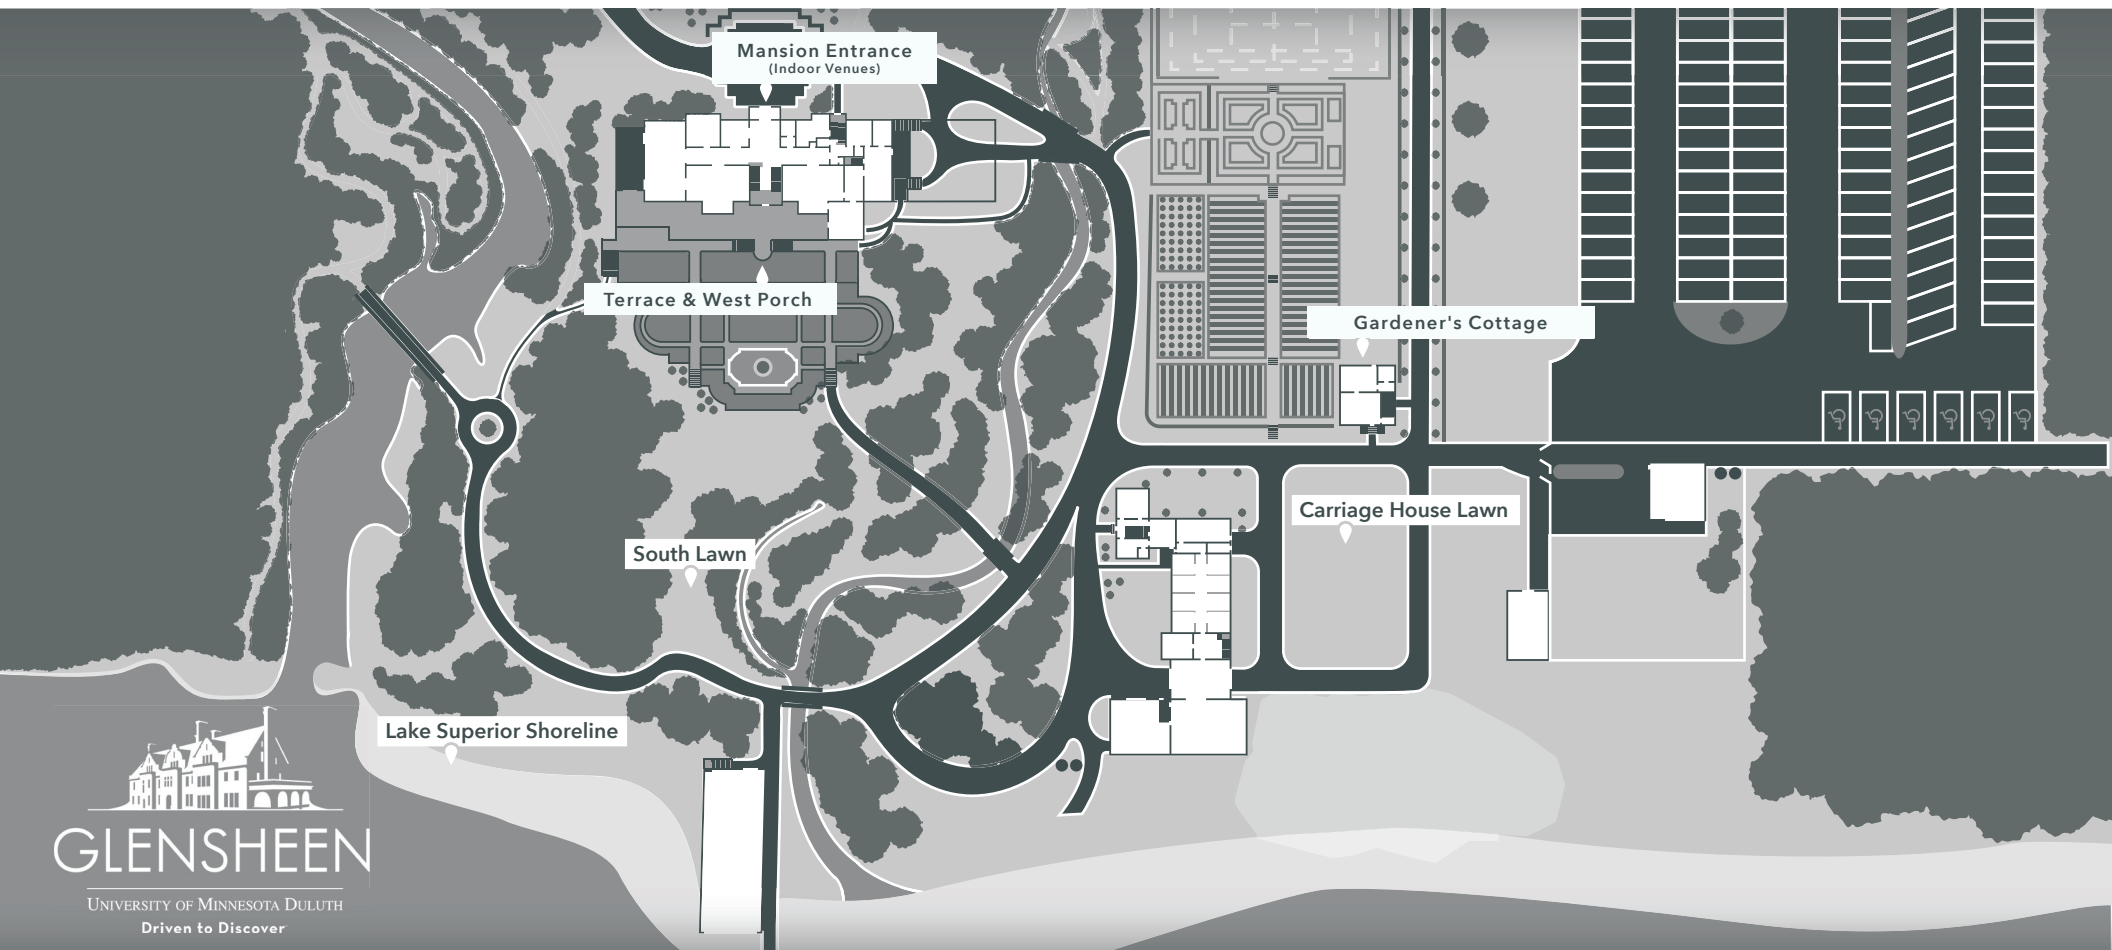 Mansion Entrance
(Indoor Venues)
Terrace & West Porch
Gardener's Cottage
Carriage House Lawn
South Lawn
Lake Superior Shoreline
GLENSHEEN
UNIVERSITY OF MINNESOTA DULUTH
Driven to Discover